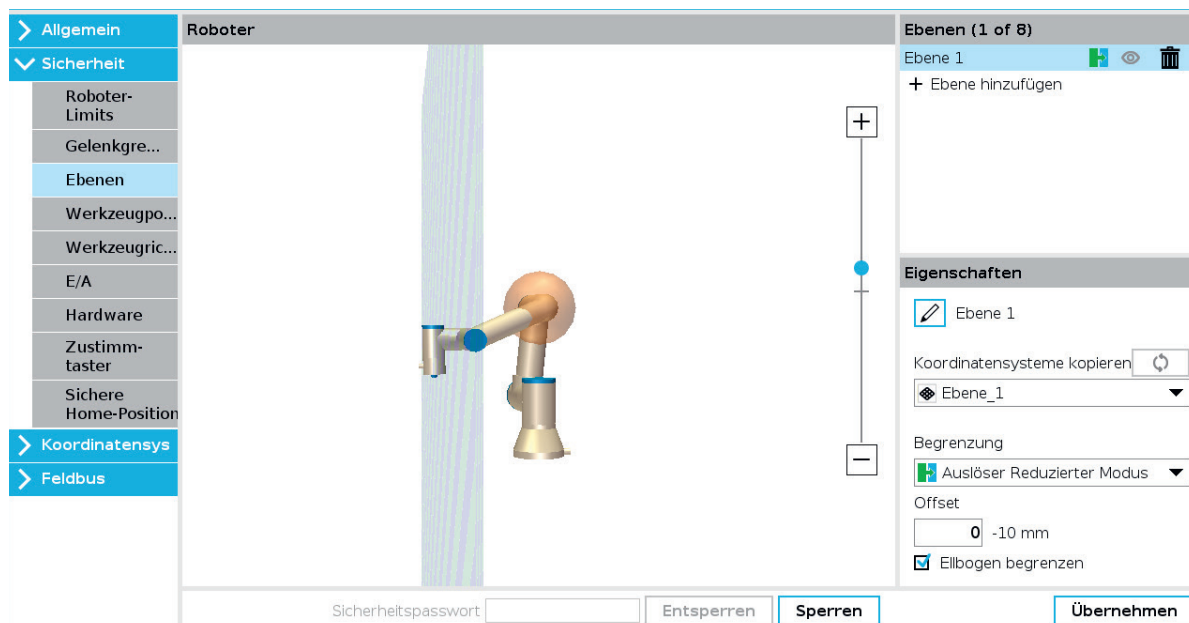 Allgemein
Sicherheit
Roboter-
Limits
Gelenkgre...
Ebenen
Werkzeugpo...
Werkzeugric...
E/A
Hardware
Zustimm-
taster
Sichere
Home-Position
Koordinatensys
Feldbus
Roboter
Sicherheitspasswort
Entsperren
Sperren
Ebenen (1 of 8)
Ebene 1
+ Ebene hinzufügen
Eigenschaften
Ebene 1
Koordinatensysteme kopieren
Ebene_1
Begrenzung
Auslöser Reduzierter Modus
Offset
0 -10 mm
Ellbogen begrenzen
Übernehmen